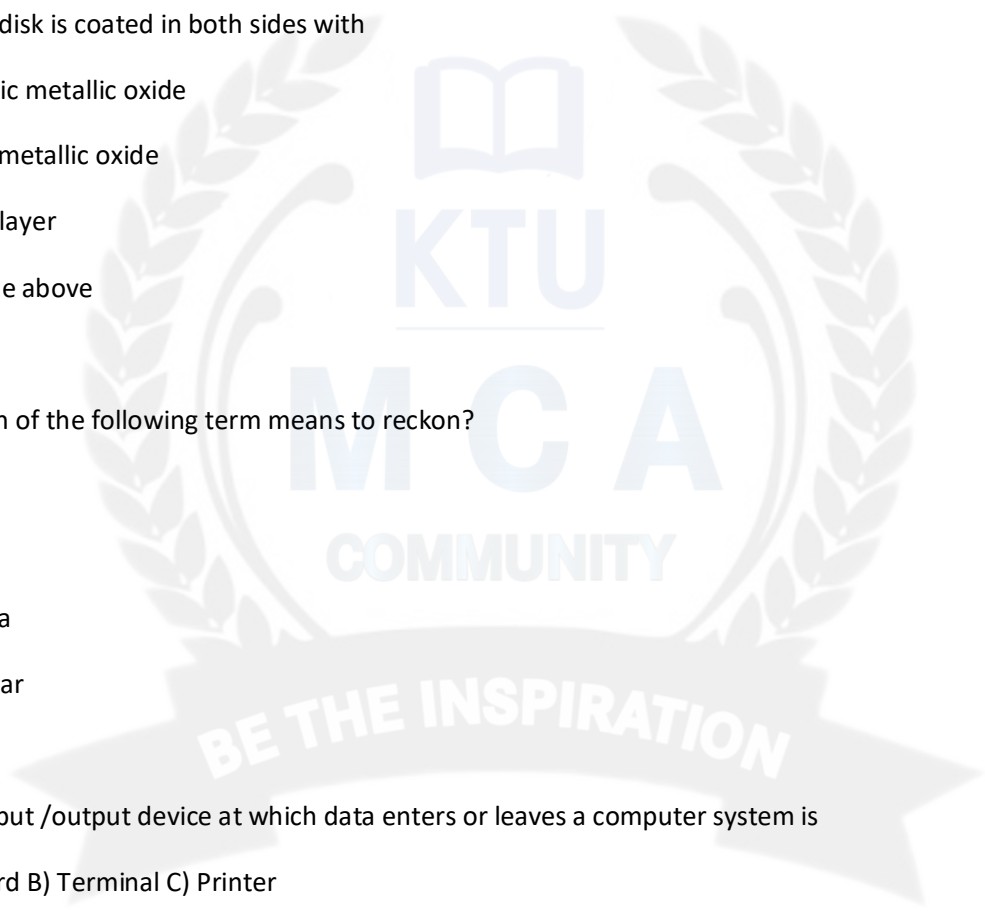 disk is coated in both sides with
ic metallic oxide
metallic oxide
layer
e above
of the following term means to reckon?
a
ar
/output device at which data enters or leaves a computer system is
rd B) Terminal C) Printer
KTU
MCA
COMMUNITY
BE THE INSPIRATION